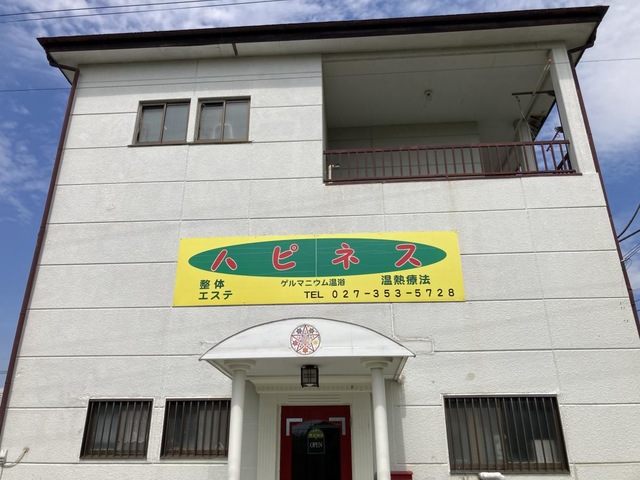 ハピネス
整体
エステ
ゲルマニウム温浴
温熱療法
TEL 027-353-5728
OPEN